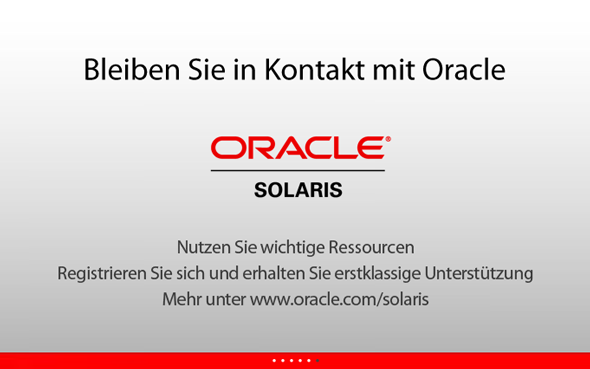 Bleiben Sie in Kontakt mit Oracle
ORACLE®
SOLARIS
Nutzen Sie wichtige Ressourcen
Registrieren Sie sich und erhalten Sie erstklassige Unterstützung
Mehr unter www.oracle.com/solaris